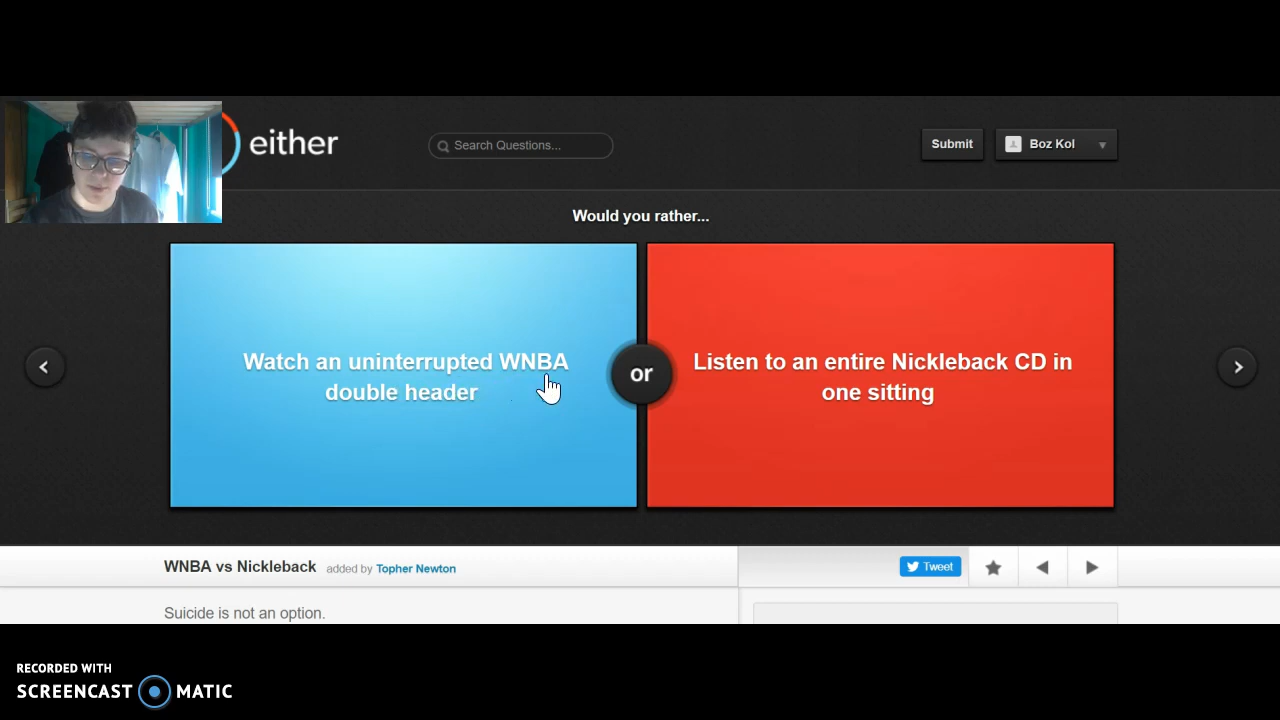 either
Search Questions...
Submit
Boz Kol
Would you rather...
Watch an uninterrupted WNBA
double header
or
Listen to an entire Nickleback CD in
one sitting
WNBA vs Nickleback added by Topher Newton
Tweet
Suicide is not an option.
RECORDED WITH
SCREENCAST MATIC